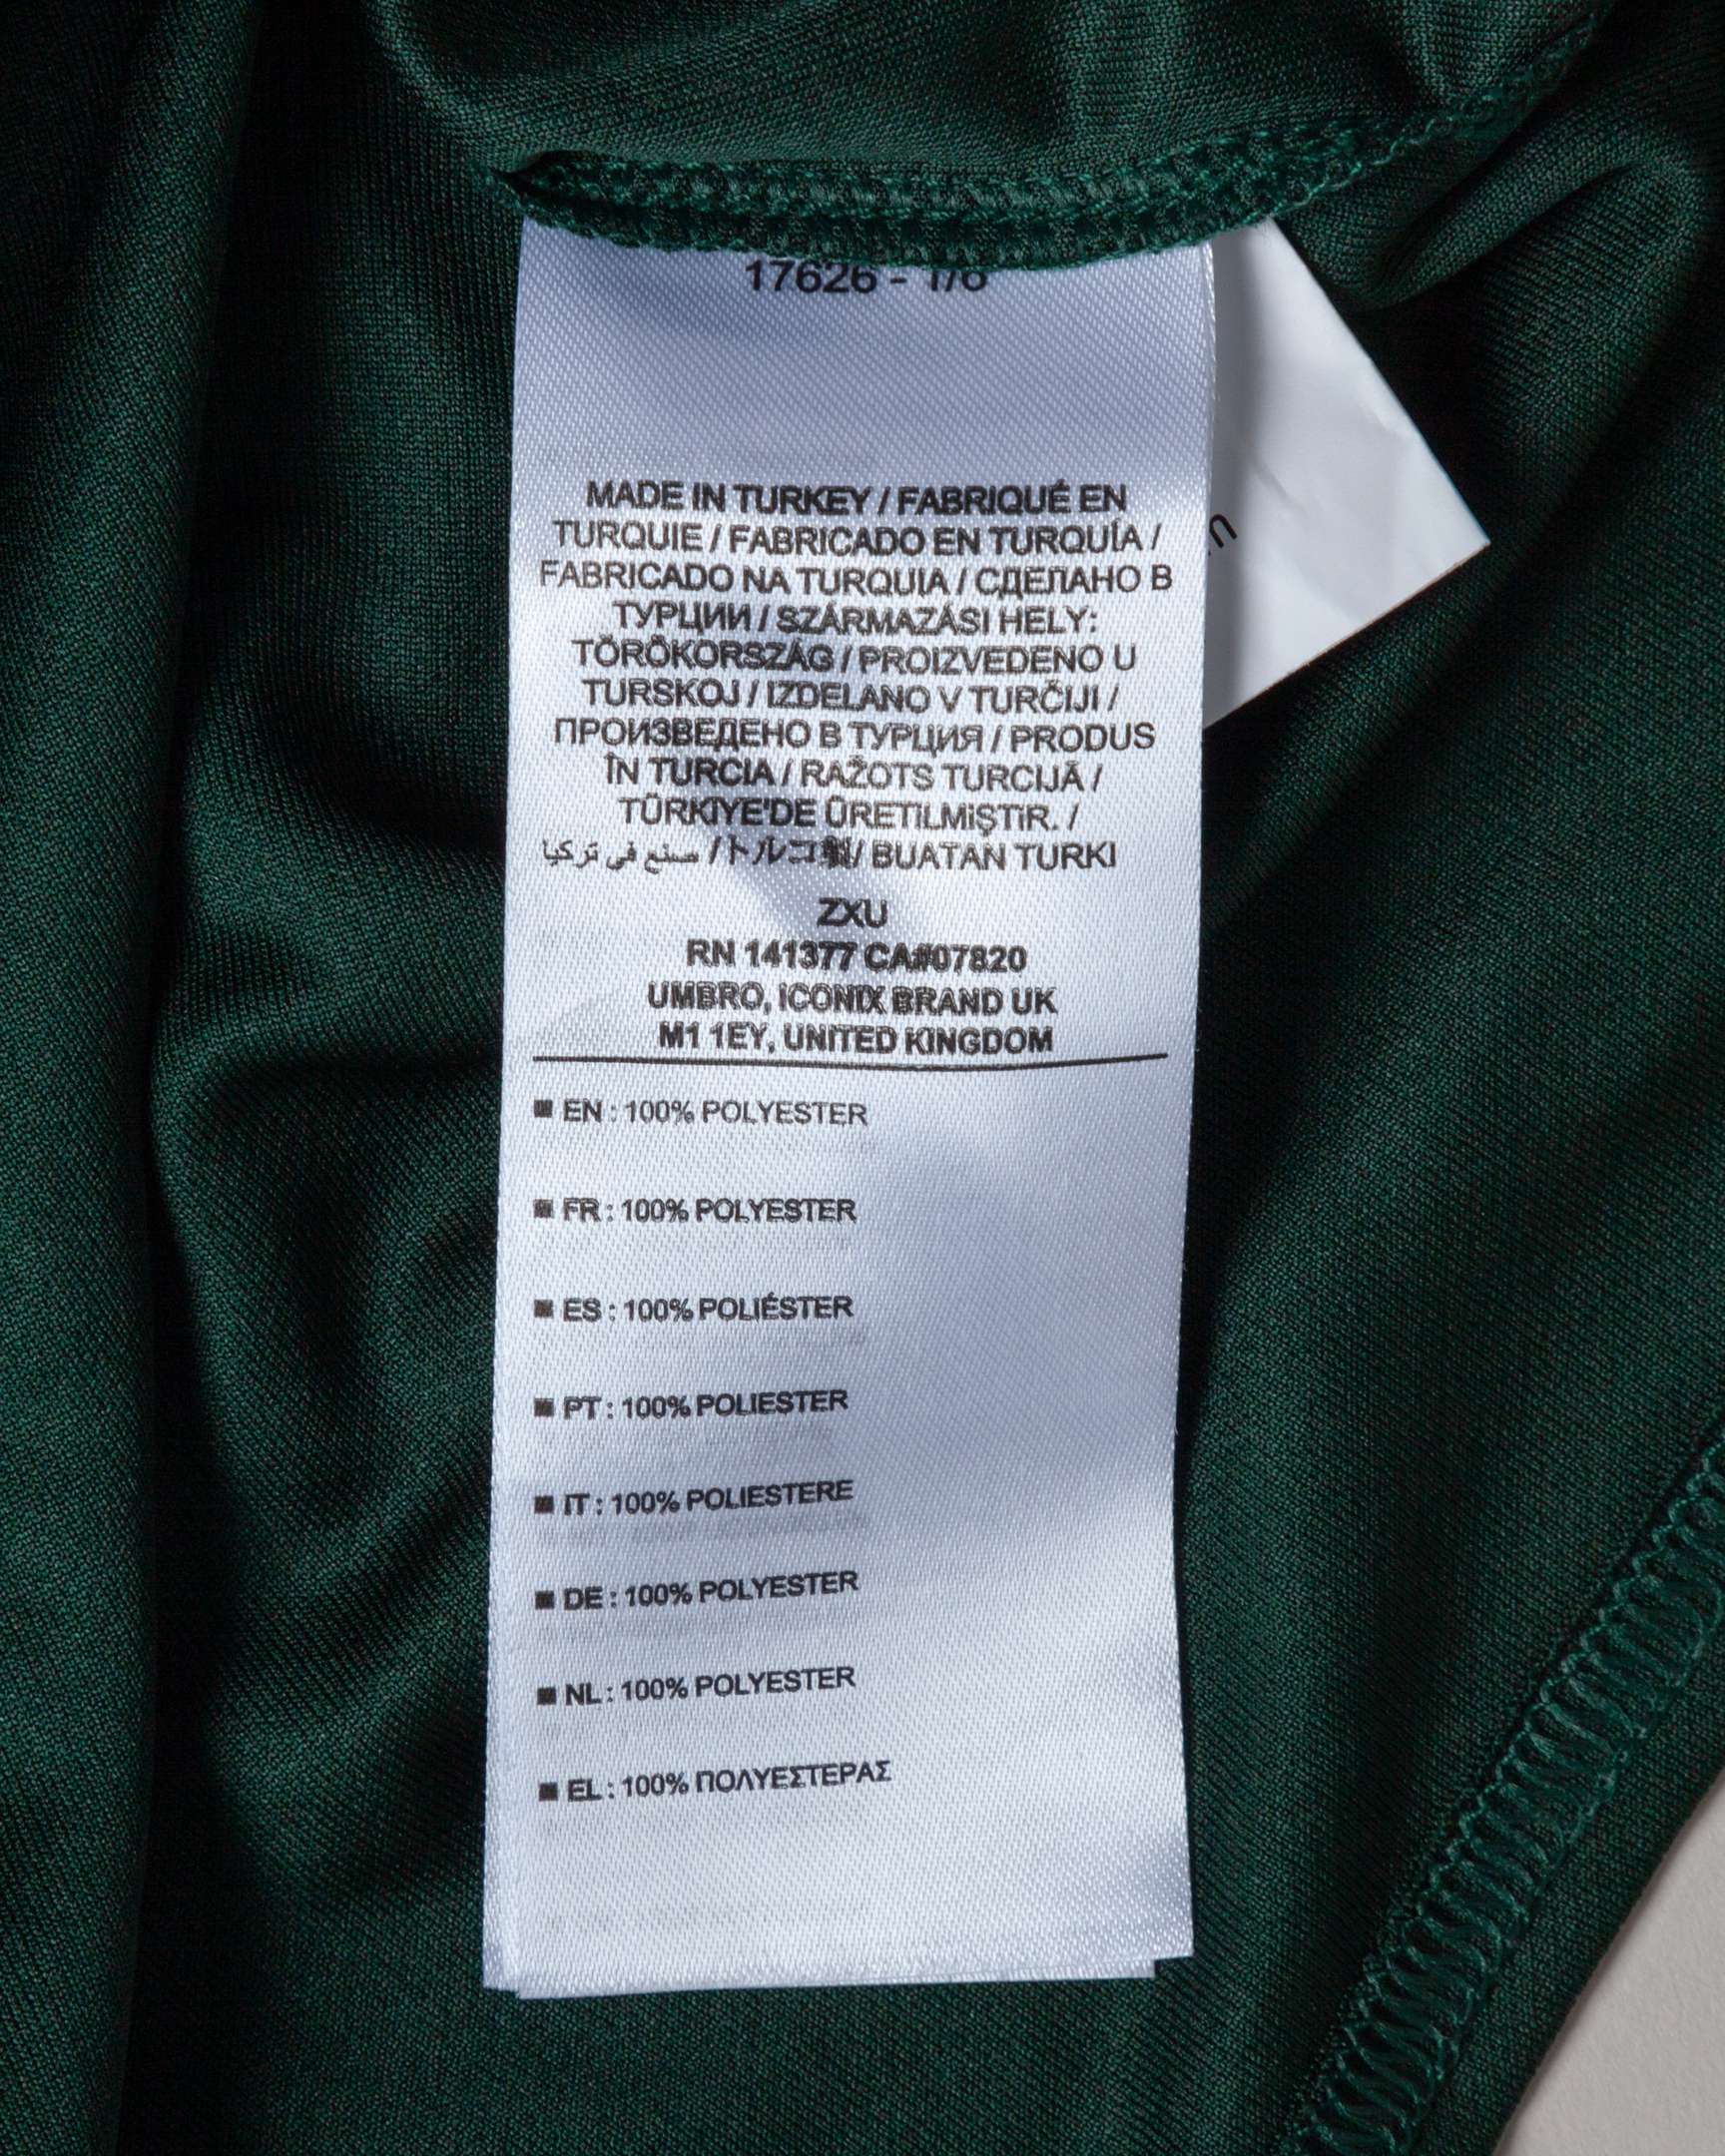 17626 - 1/6
MADE IN TURKEY / FABRIQUÉ EN
TURQUIE / FABRICADO EN TURQUÍA /
FABRICADO NA TURQUIA / СДЕЛАНО В
ТУРЦИИ / SZÁRMAZÁSI HELY:
TÖRÖKORSZÁG / PROIZVEDENO U
TURSKOJ / IZDELANO V TURČIJI /
ПРОИЗВЕДЕНО В ТУРЦИЯ / PRODUS
ÎN TURCIA / RAŽOTS TURCIJĀ /
TÜRKIYE'DE ÜRETILMİŞTİR. /
صنع في تركيا / トルコ製/ BUATAN TURKI
ZXU
RN 141377 CA#07820
UMBRO, ICONIX BRAND UK
M1 1EY, UNITED KINGDOM
■ EN : 100% POLYESTER
■ FR : 100% POLYESTER
■ ES : 100% POLIÉSTER
■ PT : 100% POLIESTER
■ IT : 100% POLIESTERE
■ DE : 100% POLYESTER
■ NL : 100% POLYESTER
■ EL : 100% ΠΟΛΥΕΣΤΕΡΑΣ